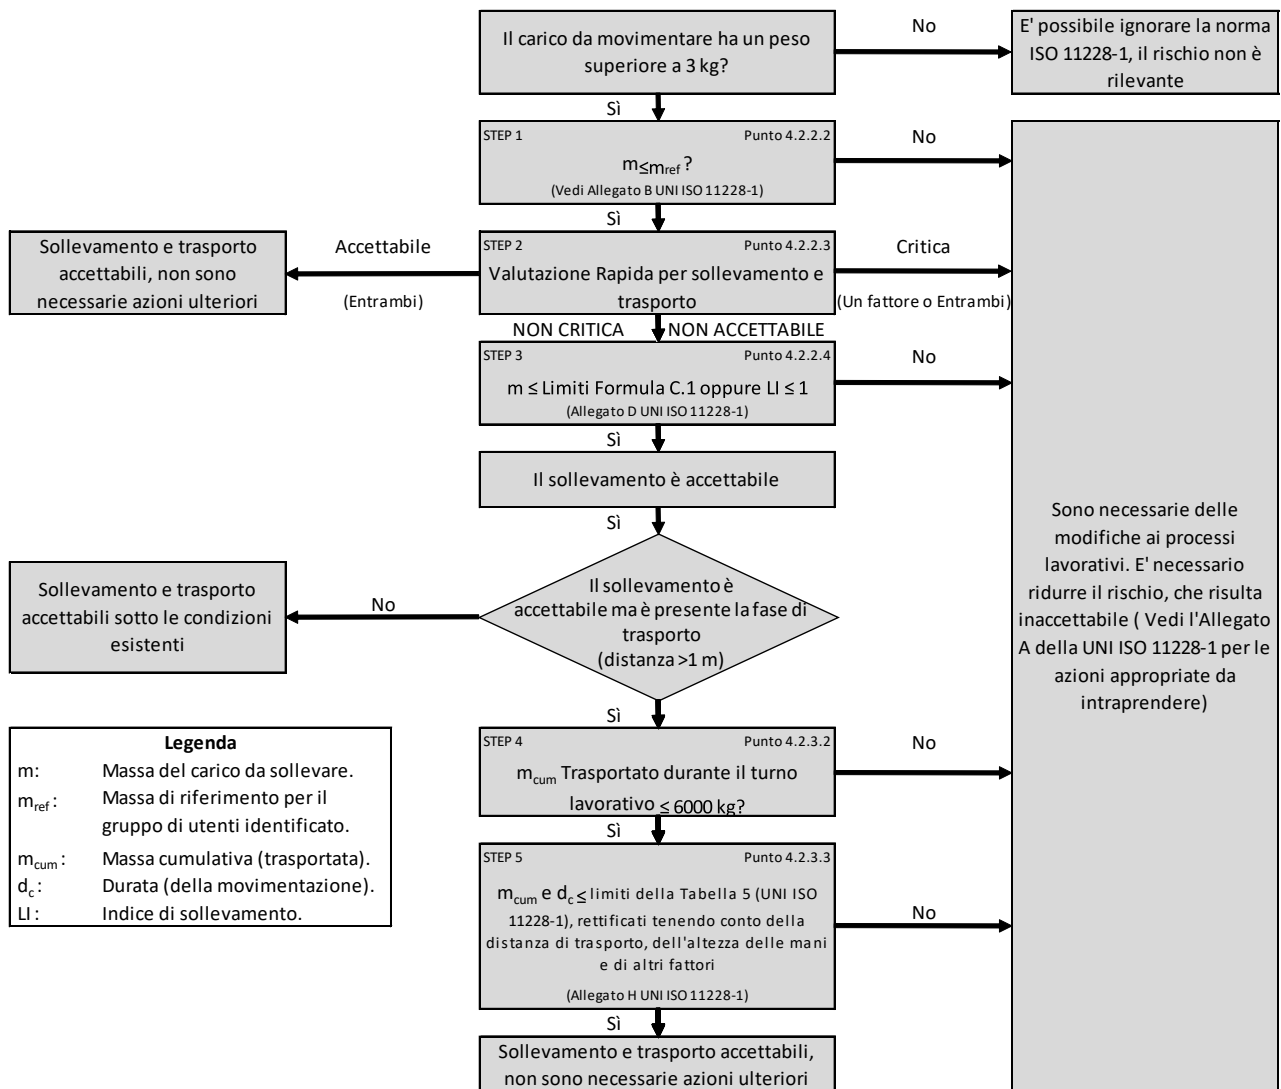 Il carico da movimentare ha un peso
superiore a 3 kg?
No
E' possibile ignorare la norma
ISO 11228-1, il rischio non è
rilevante
Sì
STEP 1 Punto 4.2.2.2
m≤mref ?
(Vedi Allegato B UNI ISO 11228-1)
No
Sì
Sollevamento e trasporto
accettabili, non sono
necessarie azioni ulteriori
Accettabile
(Entrambi)
STEP 2 Punto 4.2.2.3
Valutazione Rapida per sollevamento e
trasporto
Critica
(Un fattore o Entrambi)
NON CRITICA NON ACCETTABILE
STEP 3 Punto 4.2.2.4
m ≤ Limiti Formula C.1 oppure LI ≤ 1
(Allegato D UNI ISO 11228-1)
No
Sì
Il sollevamento è accettabile
Sì
Il sollevamento è
accettabile ma è presente la fase di
trasporto
(distanza >1 m)
No
Sollevamento e trasporto
accettabili sotto le condizioni
esistenti
Sono necessarie delle
modifiche ai processi
lavorativi. E' necessario
ridurre il rischio, che risulta
inaccettabile ( Vedi l'Allegato
A della UNI ISO 11228-1 per le
azioni appropriate da
intraprendere)
Sì
STEP 4 Punto 4.2.3.2
mcum Trasportato durante il turno
lavorativo ≤ 6000 kg?
No
Sì
STEP 5 Punto 4.2.3.3
mcum e dc ≤ limiti della Tabella 5 (UNI ISO
11228-1), rettificati tenendo conto della
distanza di trasporto, dell'altezza delle mani
e di altri fattori
(Allegato H UNI ISO 11228-1)
No
Sì
Sollevamento e trasporto accettabili,
non sono necessarie azioni ulteriori
Legenda
m: Massa del carico da sollevare.
mref : Massa di riferimento per il
gruppo di utenti identificato.
mcum : Massa cumulativa (trasportata).
dc : Durata (della movimentazione).
LI : Indice di sollevamento.